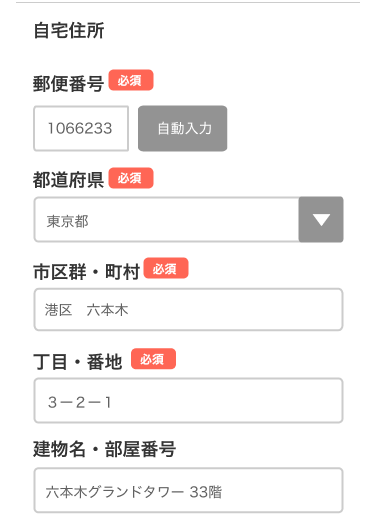 自宅住所
郵便番号 必須
1066233 自動入力
都道府県 必須
東京都
市区群・町村 必須
港区　六本木
丁目・番地 必須
３－２－１
建物名・部屋番号
六本木グランドタワー 33階